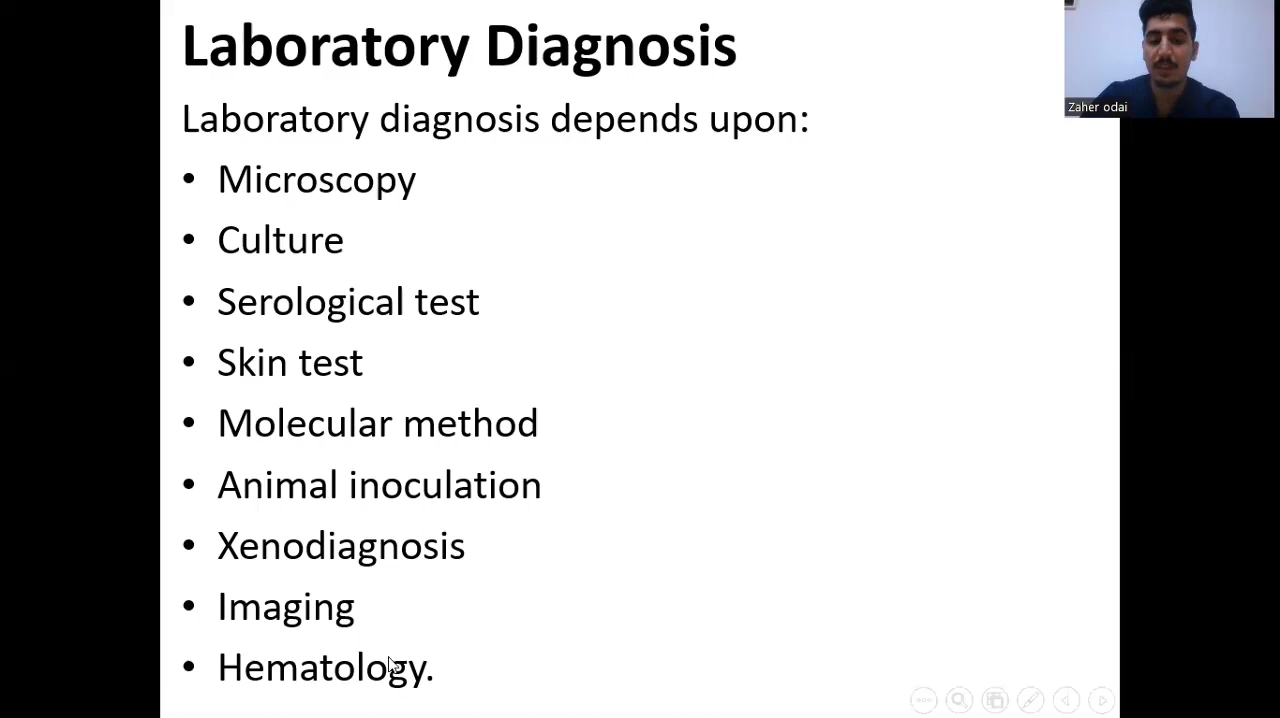 Laboratory Diagnosis
Zaher odai
Laboratory diagnosis depends upon:
• Microscopy
• Culture
• Serological test
• Skin test
• Molecular method
• Animal inoculation
• Xenodiagnosis
• Imaging
• Hematology.